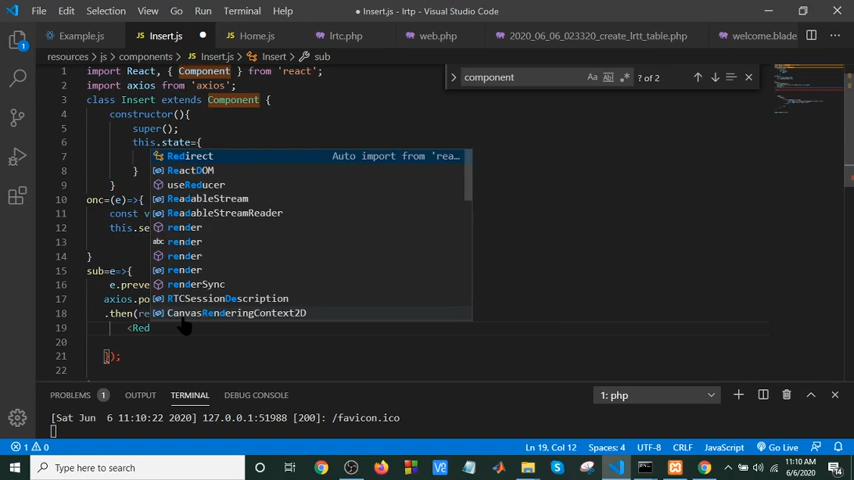 File Edit Selection View Go Run Terminal Help ● Insert.js - lrtp - Visual Studio Code
Example.js Insert.js ● Home.js lrtc.php web.php 2020_06_06_023320_create_lrtt_table.php welcome.blade
resources > js > components > Insert.js > Insert > sub
component Aa Ab| .* ? of 2
1 import React, { Component } from 'react';
2 import axios from 'axios';
3 class Insert extends Component {
4 constructor(){
5 super();
6 this.state={
7 Redirect Auto import from 'rea…
8 } ReactDOM
9 } useReducer
10 onc=(e)=>{ ReadableStream
11 const v ReadableStreamReader
12 this.se render
13 abc render
14 } render
15 sub=e=>{ render
16 e.preve renderSync
17 axios.po RTCSessionDescription
18 .then(re CanvasRenderingContext2D
19 <Red
20
21 });
22
PROBLEMS 1 OUTPUT TERMINAL DEBUG CONSOLE 1: php
[Sat Jun 6 11:10:22 2020] 127.0.0.1:51988 [200]: /favicon.ico
1 0 Ln 19, Col 12 Spaces: 4 UTF-8 CRLF JavaScript Go Live
Type here to search 11:10 AM
6/6/2020